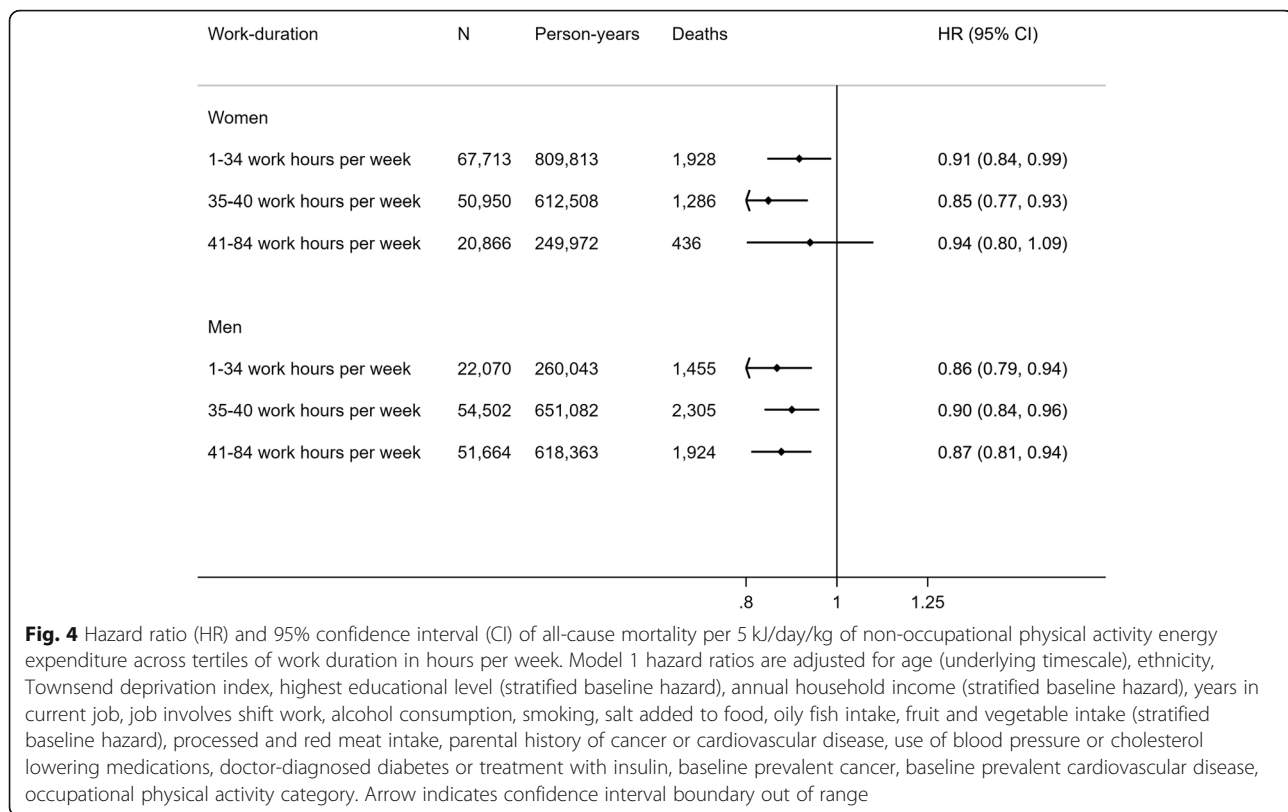 Work-duration N Person-years Deaths HR (95% CI)
Women
1-34 work hours per week 67,713 809,813 1,928 0.91 (0.84, 0.99)
35-40 work hours per week 50,950 612,508 1,286 0.85 (0.77, 0.93)
41-84 work hours per week 20,866 249,972 436 0.94 (0.80, 1.09)
Men
1-34 work hours per week 22,070 260,043 1,455 0.86 (0.79, 0.94)
35-40 work hours per week 54,502 651,082 2,305 0.90 (0.84, 0.96)
41-84 work hours per week 51,664 618,363 1,924 0.87 (0.81, 0.94)
.8 1 1.25
Fig. 4 Hazard ratio (HR) and 95% confidence interval (CI) of all-cause mortality per 5 kJ/day/kg of non-occupational physical activity energy
expenditure across tertiles of work duration in hours per week. Model 1 hazard ratios are adjusted for age (underlying timescale), ethnicity,
Townsend deprivation index, highest educational level (stratified baseline hazard), annual household income (stratified baseline hazard), years in
current job, job involves shift work, alcohol consumption, smoking, salt added to food, oily fish intake, fruit and vegetable intake (stratified
baseline hazard), processed and red meat intake, parental history of cancer or cardiovascular disease, use of blood pressure or cholesterol
lowering medications, doctor-diagnosed diabetes or treatment with insulin, baseline prevalent cancer, baseline prevalent cardiovascular disease,
occupational physical activity category. Arrow indicates confidence interval boundary out of range